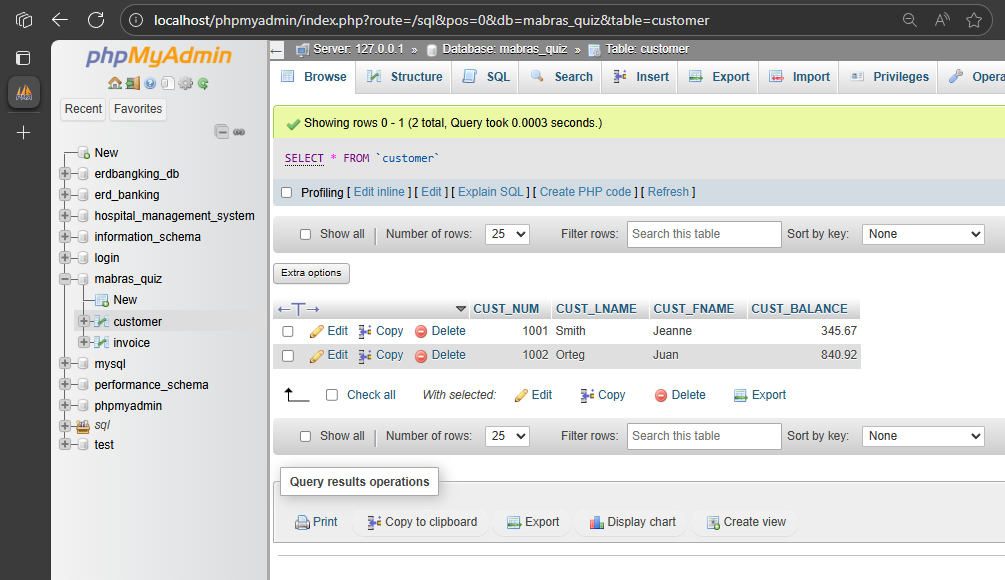 localhost/phpmyadmin/index.php?route=/sql&pos=0&db=mabras_quiz&table=customer
phpMyAdmin
Recent Favorites
New
erdbangking_db
erd_banking
hospital_management_system
information_schema
login
mabras_quiz
New
customer
invoice
mysql
performance_schema
phpmyadmin
sql
test
Server: 127.0.0.1 » Database: mabras_quiz » Table: customer
Browse Structure SQL Search Insert Export Import Privileges Opera
Showing rows 0 - 1 (2 total, Query took 0.0003 seconds.)
SELECT * FROM `customer`
Profiling [ Edit inline ] [ Edit ] [ Explain SQL ] [ Create PHP code ] [ Refresh ]
Show all Number of rows: 25 Filter rows: Search this table Sort by key: None
Extra options
CUST_NUM CUST_LNAME CUST_FNAME CUST_BALANCE
Edit Copy Delete 1001 Smith Jeanne 345.67
Edit Copy Delete 1002 Orteg Juan 840.92
Check all With selected: Edit Copy Delete Export
Show all Number of rows: 25 Filter rows: Search this table Sort by key: None
Query results operations
Print Copy to clipboard Export Display chart Create view